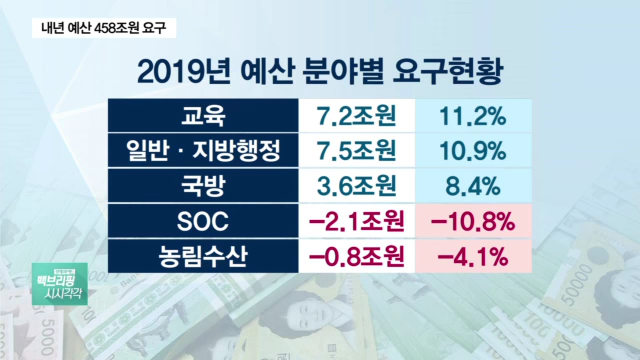 내년 예산 458조원 요구
2019년 예산 분야별 요구현황
교육 7.2조원 11.2%
일반·지방행정 7.5조원 10.9%
국방 3.6조원 8.4%
SOC -2.1조원 -10.8%
농림수산 -0.8조원 -4.1%
백브리핑
시시각각
50000
5000